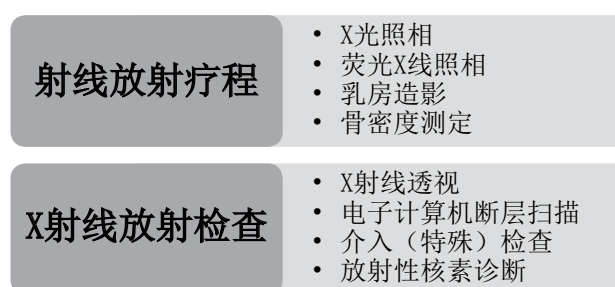 射线放射疗程
• X光照相
• 荧光X线照相
• 乳房造影
• 骨密度测定
X射线放射检查
• X射线透视
• 电子计算机断层扫描
• 介入（特殊）检查
• 放射性核素诊断